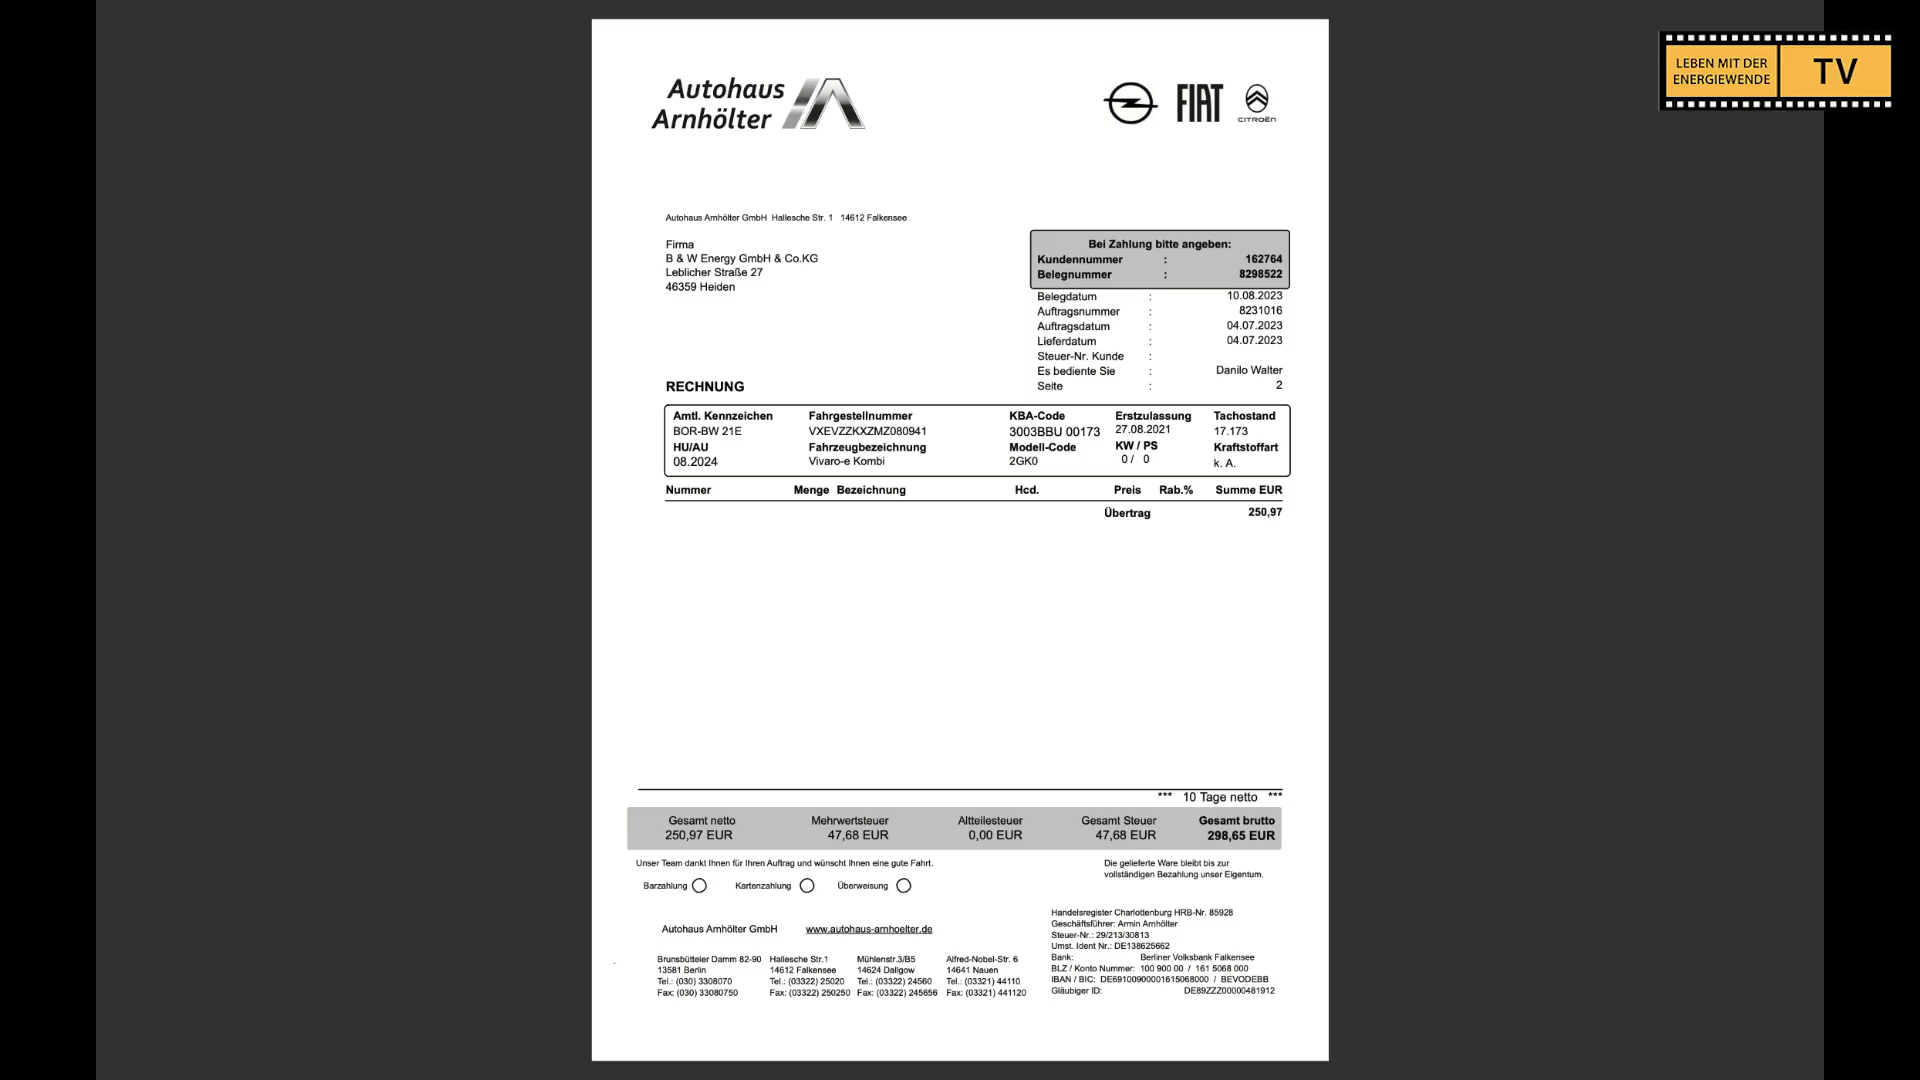 LEBEN MIT DER
ENERGIEWENDE
TV
Autohaus
Arnhölter
FIAT
CITROËN
Autohaus Arnhölter GmbH Hallesche Str. 1 14612 Falkensee
Firma
B & W Energy GmbH & Co.KG
Leblicher Straße 27
46359 Heiden
Bei Zahlung bitte angeben:
Kundennummer : 162764
Belegnummer : 8298522
Belegdatum : 10.08.2023
Auftragsnummer : 8231016
Auftragsdatum : 04.07.2023
Lieferdatum : 04.07.2023
Steuer-Nr. Kunde :
Es bediente Sie : Danilo Walter
Seite : 2
RECHNUNG
Amtl. Kennzeichen Fahrgestellnummer KBA-Code Erstzulassung Tachostand
BOR-BW 21E VXEVZZKXZMZ080941 3003BBU 00173 27.08.2021 17.173
HU/AU Fahrzeugbezeichnung Modell-Code KW / PS Kraftstoffart
08.2024 Vivaro-e Kombi 2GK0 0 / 0 k. A.
Nummer Menge Bezeichnung Hcd. Preis Rab.% Summe EUR
Übertrag 250,97
*** 10 Tage netto ***
Gesamt netto Mehrwertsteuer Altteilesteuer Gesamt Steuer Gesamt brutto
250,97 EUR 47,68 EUR 0,00 EUR 47,68 EUR 298,65 EUR
Unser Team dankt Ihnen für Ihren Auftrag und wünscht Ihnen eine gute Fahrt.
Die gelieferte Ware bleibt bis zur
vollständigen Bezahlung unser Eigentum.
Barzahlung Kartenzahlung Überweisung
Autohaus Arnhölter GmbH www.autohaus-arnhoelter.de
Brunsbütteler Damm 82-90 Hallesche Str.1 Mühlenstr.3/B5 Alfred-Nobel-Str. 6
13581 Berlin 14612 Falkensee 14624 Dallgow 14641 Nauen
Tel.: (030) 3308070 Tel.: (03322) 25020 Tel.: (03322) 24560 Tel.: (03321) 44110
Fax: (030) 33080750 Fax: (03322) 250250 Fax: (03322) 245656 Fax: (03321) 441120
Handelsregister Charlottenburg HRB-Nr. 85928
Geschäftsführer: Armin Arnhölter
Steuer-Nr.: 29/213/30813
Umst. Ident Nr.: DE138625662
Bank: Berliner Volksbank Falkensee
BLZ / Konto Nummer: 100 900 00 / 161 5068 000
IBAN / BIC: DE69100900001615068000 / BEVODEBB
Gläubiger ID: DE89ZZZ00000481912